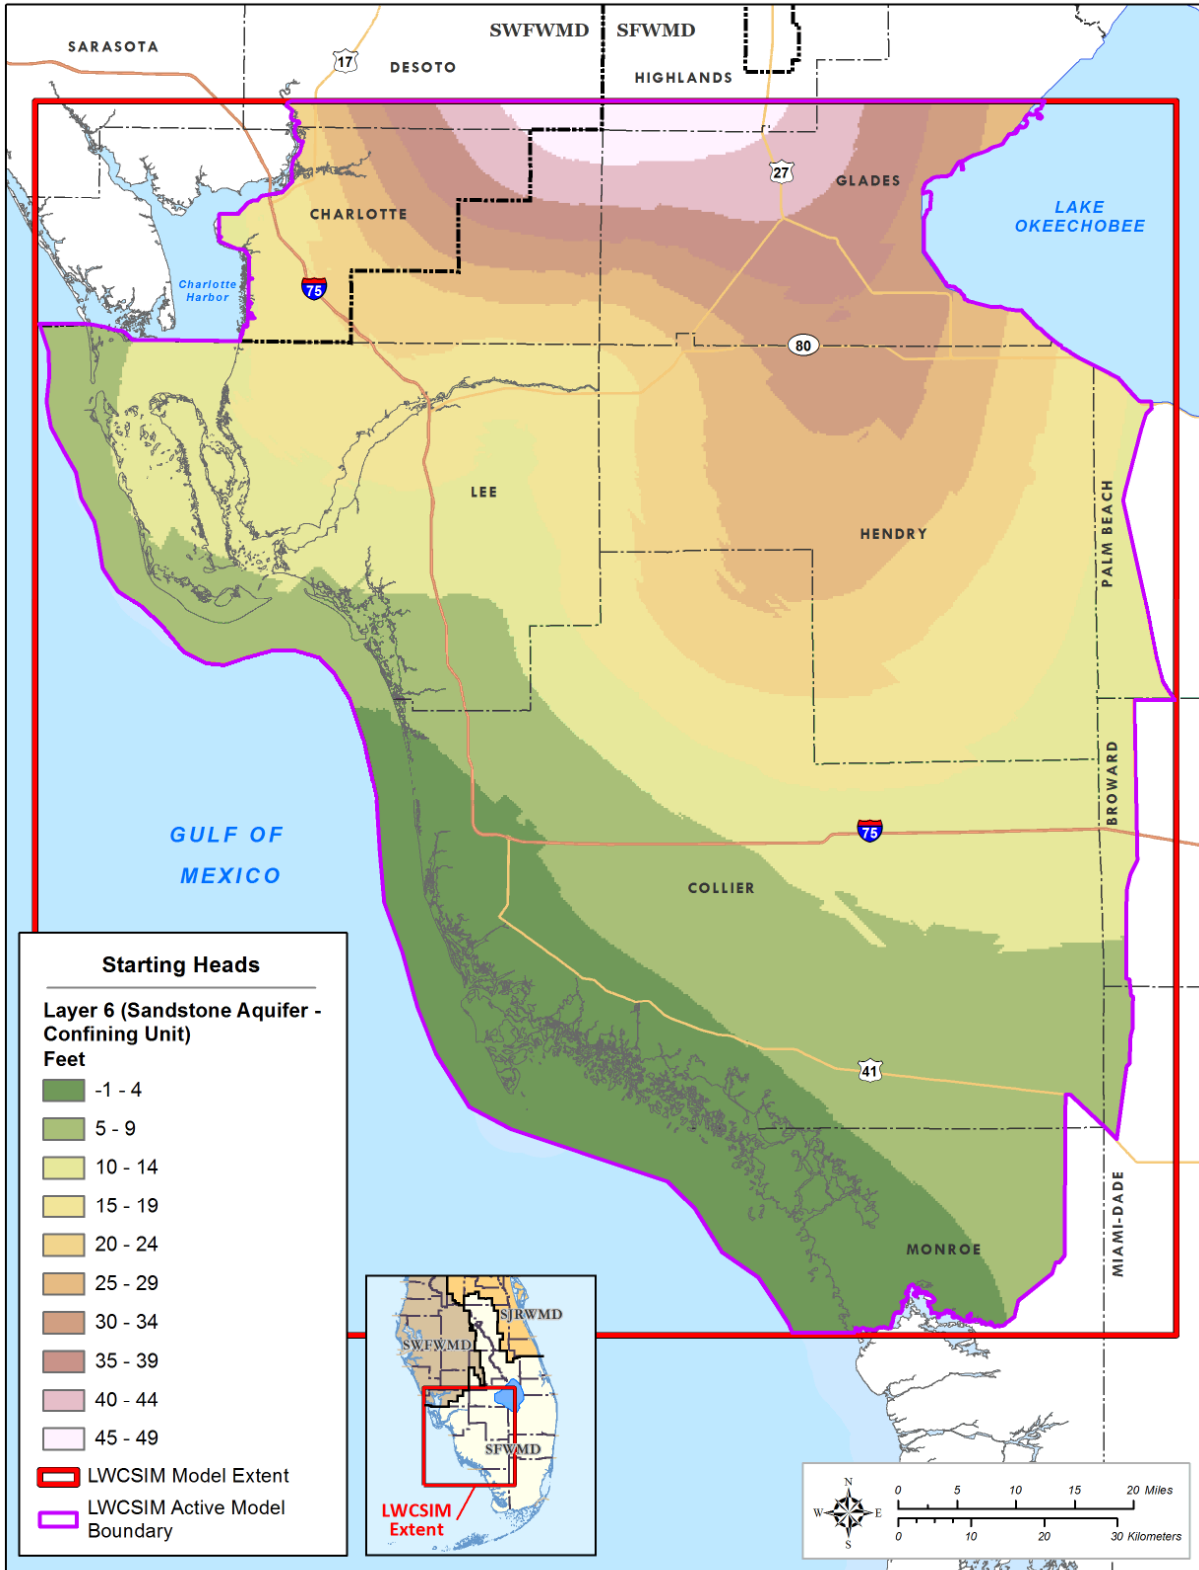 SWFWMD
SFWMD
SARASOTA
17
DESOTO
HIGHLANDS
27
GLADES
CHARLOTTE
LAKE
OKEECHOBEE
Charlotte
Harbor
75
80
LEE
HENDRY
PALM BEACH
BROWARD
GULF OF
MEXICO
75
COLLIER
41
MONROE
MIAMI-DADE
Starting Heads
Layer 6 (Sandstone Aquifer -
Confining Unit)
Feet
-1 - 4
5 - 9
10 - 14
15 - 19
20 - 24
25 - 29
30 - 34
35 - 39
40 - 44
45 - 49
LWCSIM Model Extent
LWCSIM Active Model
Boundary
SJRWMD
SWFWMD
SFWMD
LWCSIM
Extent
N
W
E
S
0 5 10 15 20 Miles
0 10 20 30 Kilometers